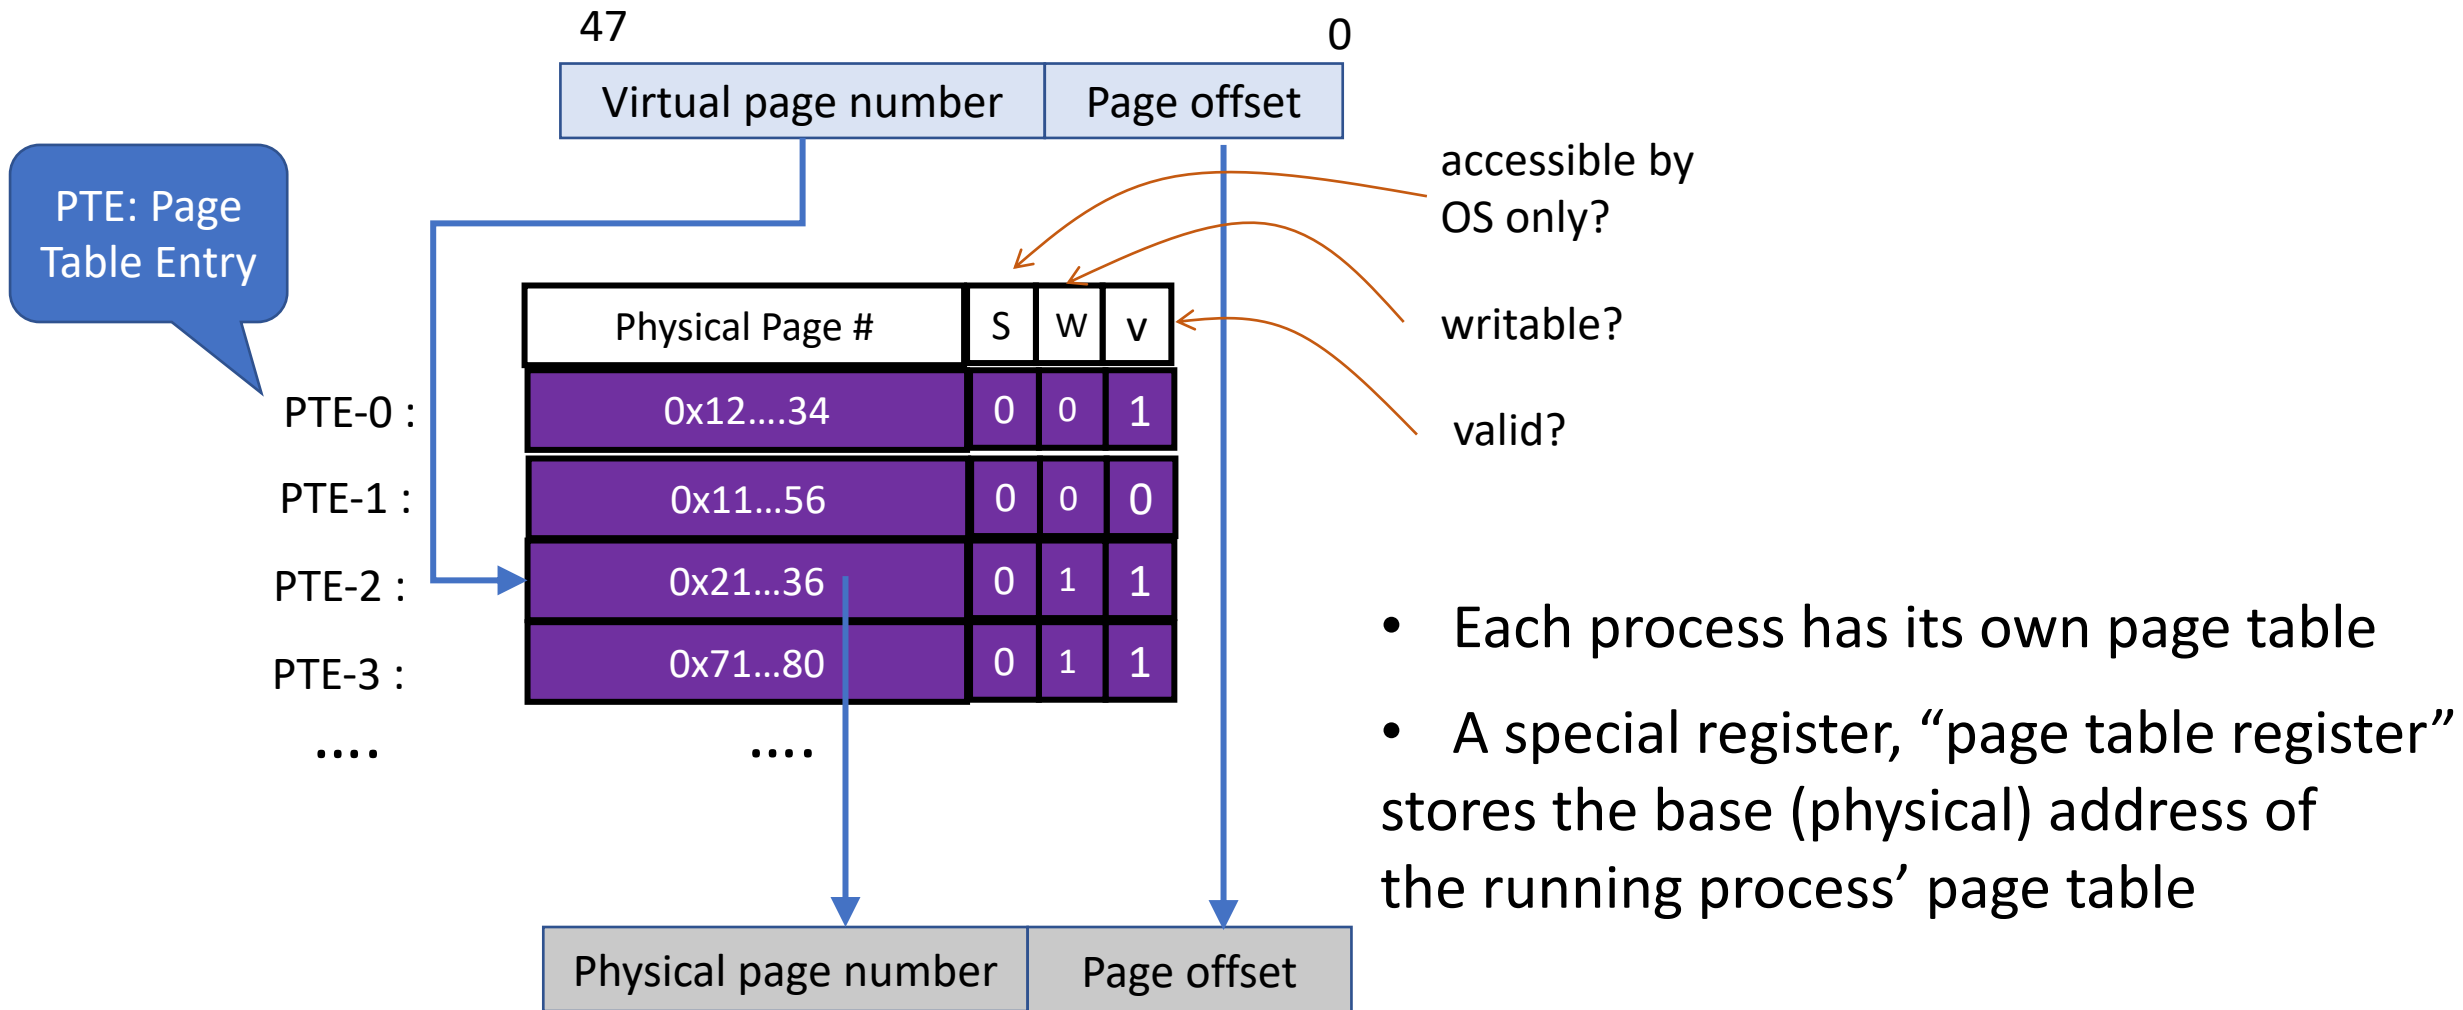 47 0
Virtual page number Page offset
PTE: Page
Table Entry
accessible by
OS only?
writable?
valid?
Physical Page # S W v
PTE-0 : 0x12....34 0 0 1
PTE-1 : 0x11...56 0 0 0
PTE-2 : 0x21...36 0 1 1
PTE-3 : 0x71...80 0 1 1
.... ....
Physical page number Page offset
• Each process has its own page table
• A special register, “page table register”
stores the base (physical) address of
the running process’ page table